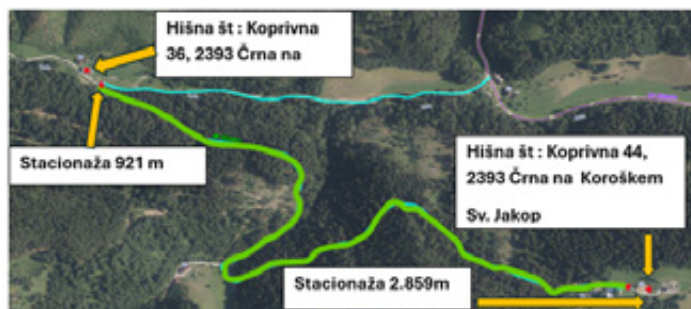 Hišna št : Koprivna
36, 2393 Črna na
Stacionaža 921 m
Hišna št : Koprivna 44,
2393 Črna na Koroškem
Sv. Jakop
Stacionaža 2.859m